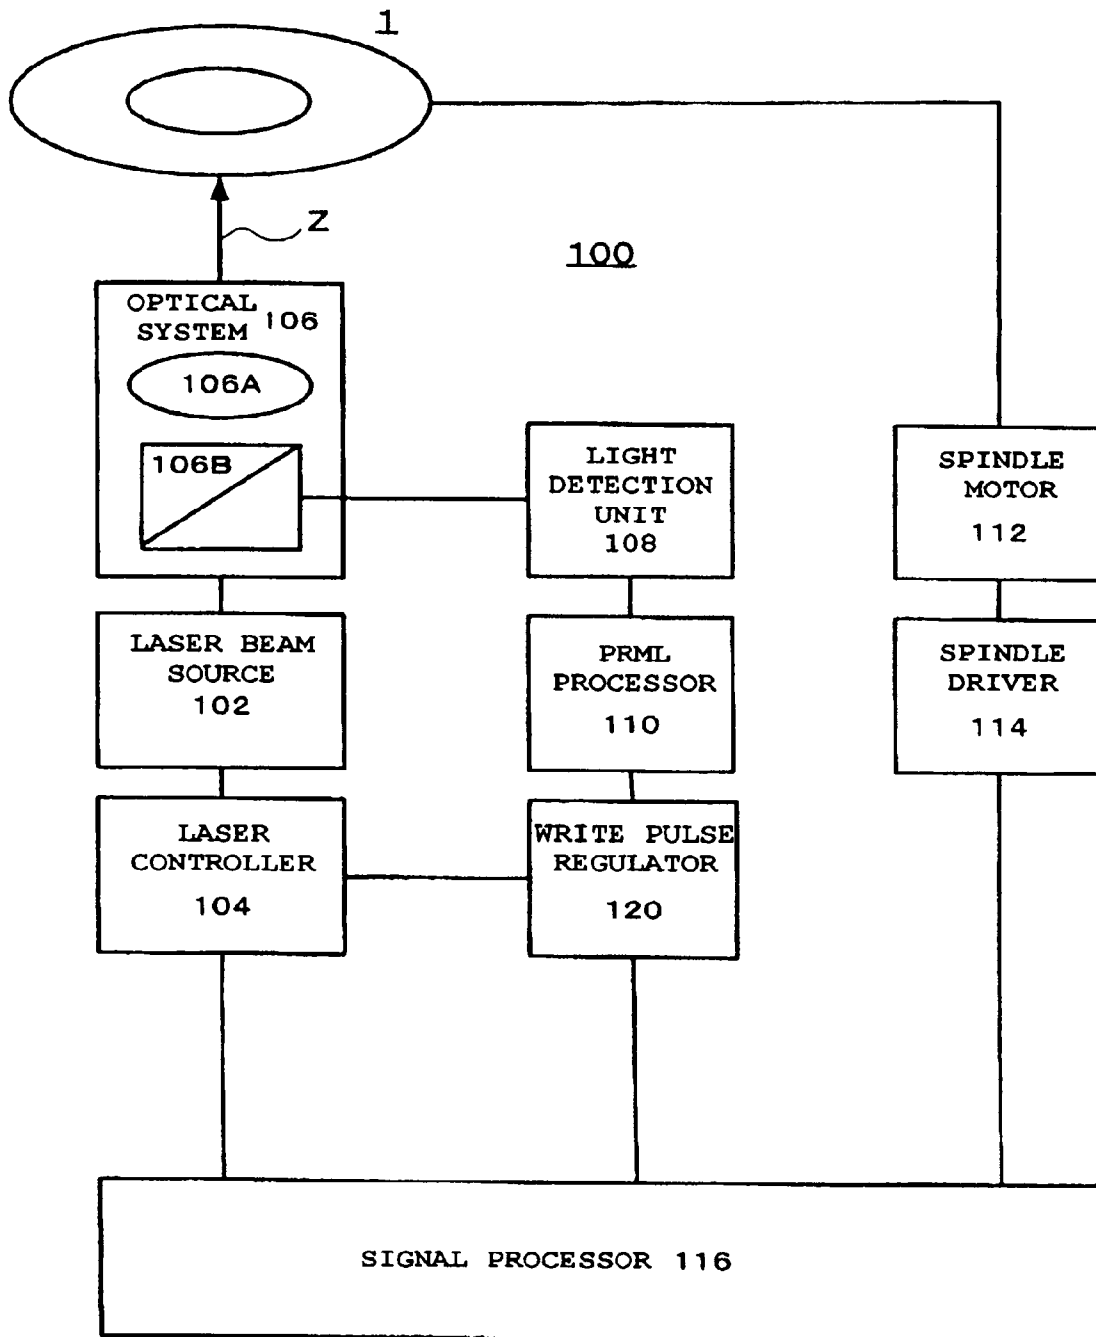 1
Z
100
OPTICAL
SYSTEM 106
106A
106B
LIGHT
DETECTION
UNIT
108
SPINDLE
MOTOR
112
LASER BEAM
SOURCE
102
PRML
PROCESSOR
110
SPINDLE
DRIVER
114
LASER
CONTROLLER
104
WRITE PULSE
REGULATOR
120
SIGNAL PROCESSOR 116